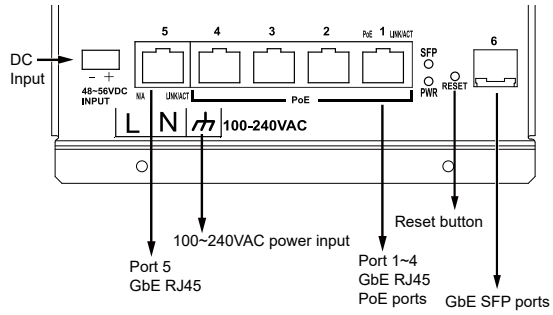 5 4 3 2 PoE 1 LINK/ACT 6
SFP
DC
Input
- +
48~56VDC
INPUT
N/A LINK/ACT
PoE
PWR
RESET
L N 100-240VAC
Reset button
100~240VAC power input
Port 5
GbE RJ45
Port 1~4
GbE RJ45
PoE ports
GbE SFP ports